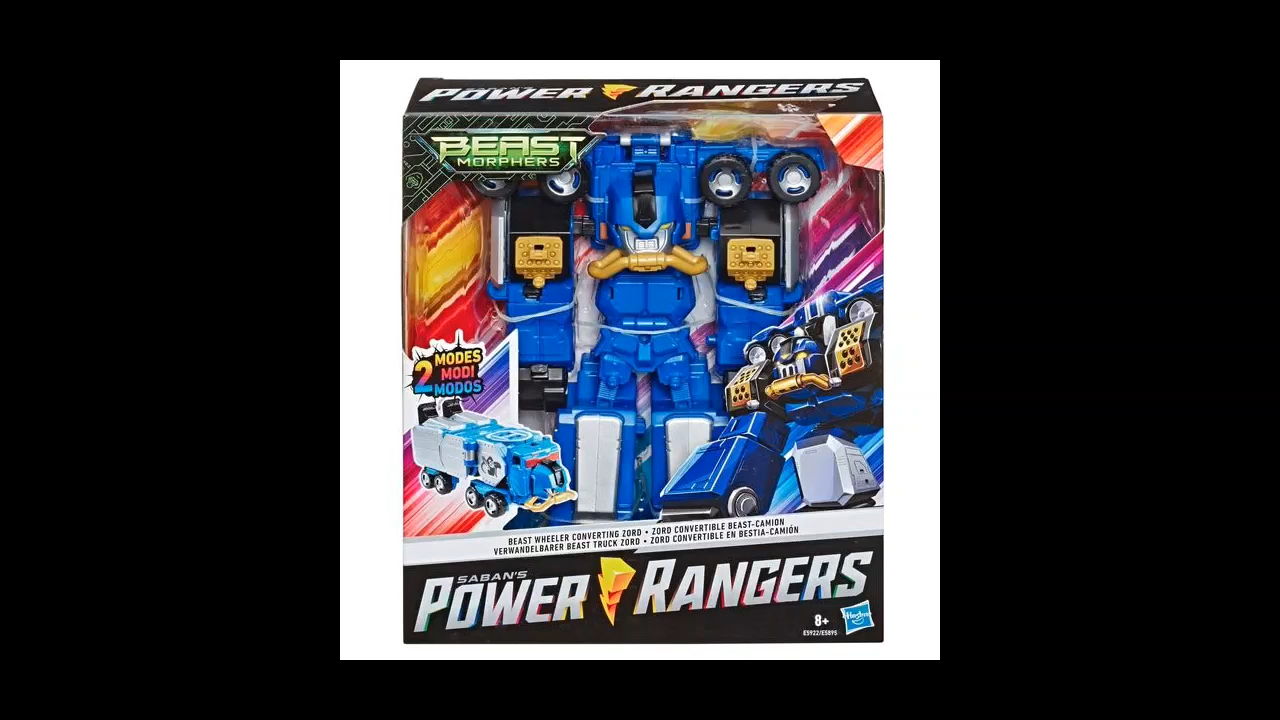 SABAN'S
POWER RANGERS
BEAST
MORPHERS
2 MODES
MODI
MODOS
BEAST WHEELER CONVERTING ZORD • ZORD CONVERTIBLE BEAST-CAMION
VERWANDELBARER BEAST TRUCK ZORD • ZORD CONVERTIBLE EN BESTIA-CAMIÓN
SABAN'S
POWER RANGERS
8+
E5922/E5895
Hasbro